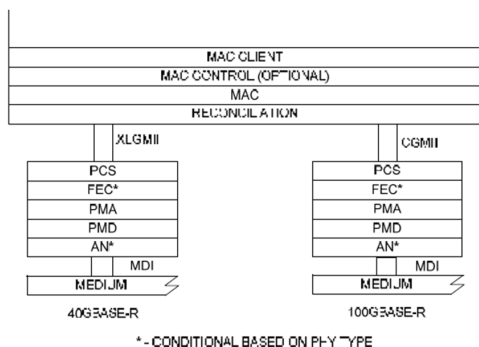 MAC CLIENT
MAC CONTROL (OPTIONAL)
MAC
RECONCILIATION
XLGMII
CGMII
PCS
FEC*
PMA
PMD
AN*
MDI
MEDIUM
40GBASE-R
PCS
FEC*
PMA
PMD
AN*
MDI
MEDIUM
100GBASE-R
* - CONDITIONAL BASED ON PHY TYPE